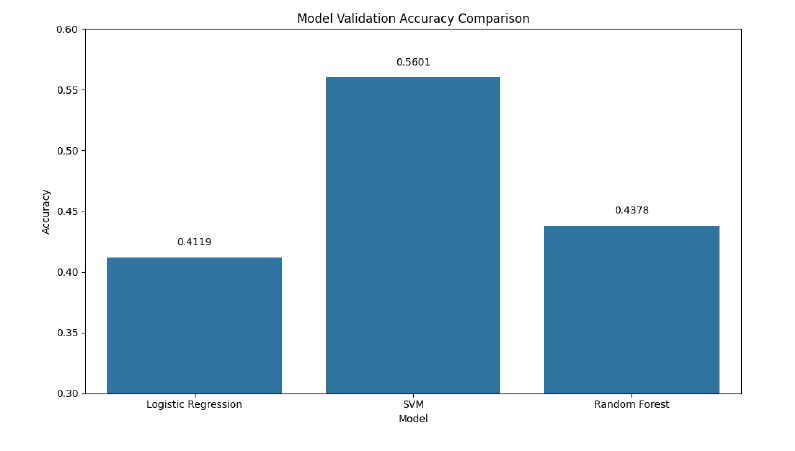 Model Validation Accuracy Comparison
0.60
0.55
0.50
0.45
0.40
0.35
0.30
Accuracy
0.4119
0.5601
0.4378
Logistic Regression
SVM
Random Forest
Model